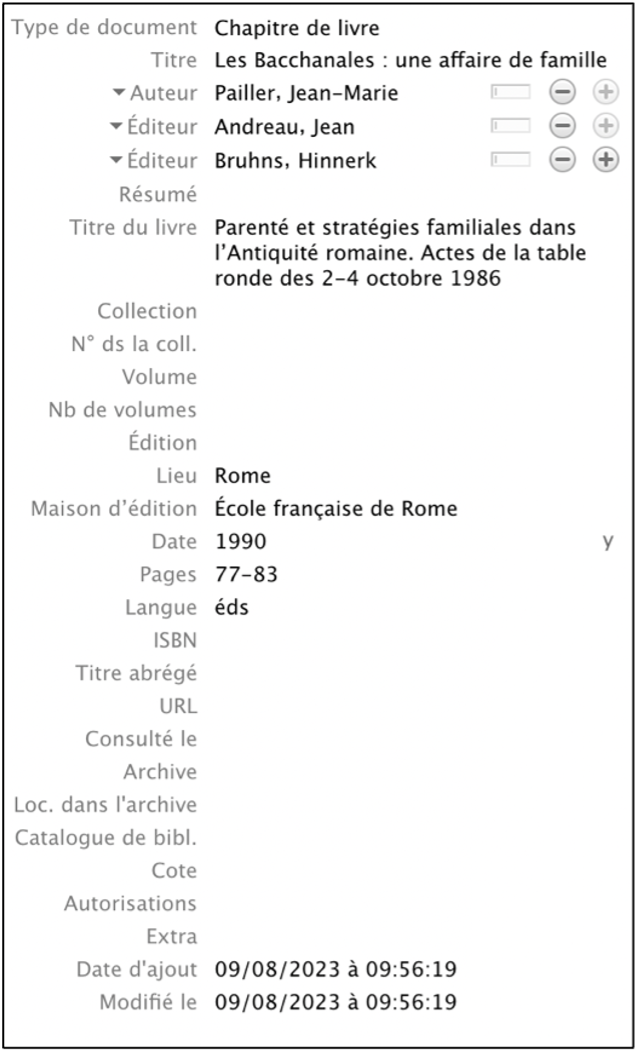 Type de document Chapitre de livre
Titre Les Bacchanales : une affaire de famille
Auteur Pailler, Jean-Marie
Éditeur Andreau, Jean
Éditeur Bruhns, Hinnerk
Résumé
Titre du livre Parenté et stratégies familiales dans
l’Antiquité romaine. Actes de la table
ronde des 2-4 octobre 1986
Collection
N° ds la coll.
Volume
Nb de volumes
Édition
Lieu Rome
Maison d’édition École française de Rome
Date 1990 y
Pages 77-83
Langue éds
ISBN
Titre abrégé
URL
Consulté le
Archive
Loc. dans l'archive
Catalogue de bibl.
Cote
Autorisations
Extra
Date d'ajout 09/08/2023 à 09:56:19
Modifié le 09/08/2023 à 09:56:19